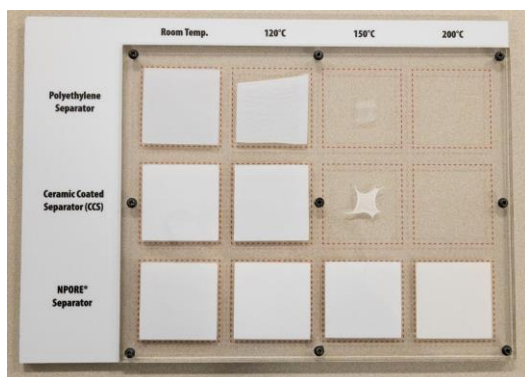 Room Temp. 120°C 150°C 200°C
Polyethylene
Separator
Ceramic Coated
Separator (CCS)
NPORE®
Separator